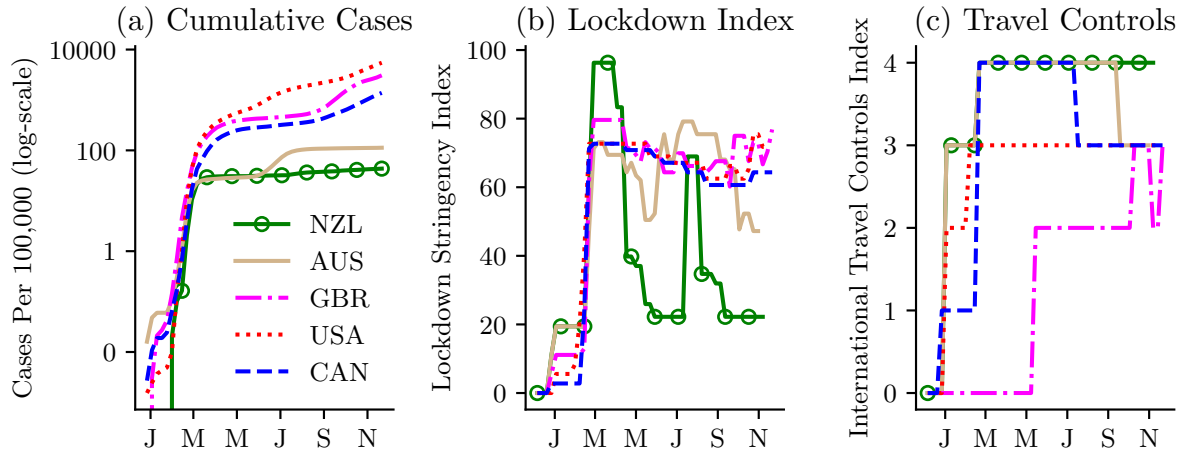 (a) Cumulative Cases
Cases Per 100,000 (log-scale)
10000
100
1
0
J
M
M
J
S
N
NZL
AUS
GBR
USA
CAN
(b) Lockdown Index
Lockdown Stringency Index
100
80
60
40
20
0
J
M
M
J
S
N
(c) Travel Controls
International Travel Controls Index
4
3
2
1
0
J
M
M
J
S
N